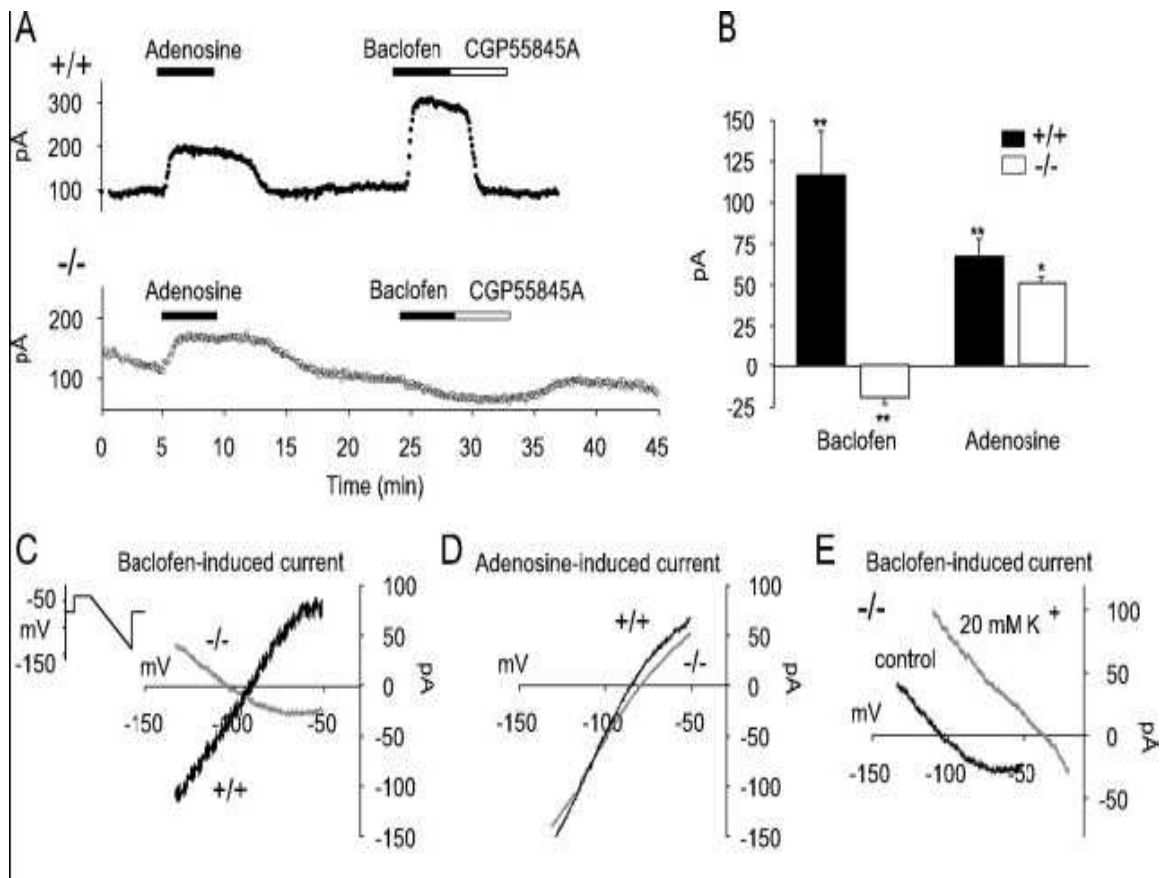 A
B
+/+
Adenosine
Baclofen
CGP55845A
pA
300
200
100
-/-
Adenosine
Baclofen
CGP55845A
pA
200
100
0 5 10 15 20 25 30 35 40 45
Time (min)
+/+
-/-
pA
150
125
100
75
50
25
0
-25
**
**
**
*
Baclofen
Adenosine
C
Baclofen-induced current
-50
mV
-150
-/-
+/+
mV
-150 -100 -50
100
50
0
-50
-100
-150
pA
D
Adenosine-induced current
+/+
-/-
mV
-150 -100 -50
100
50
0
-50
-100
-150
pA
E
Baclofen-induced current
-/-
20 mM K +
control
mV
-150 -100 -50
100
50
0
-50
pA